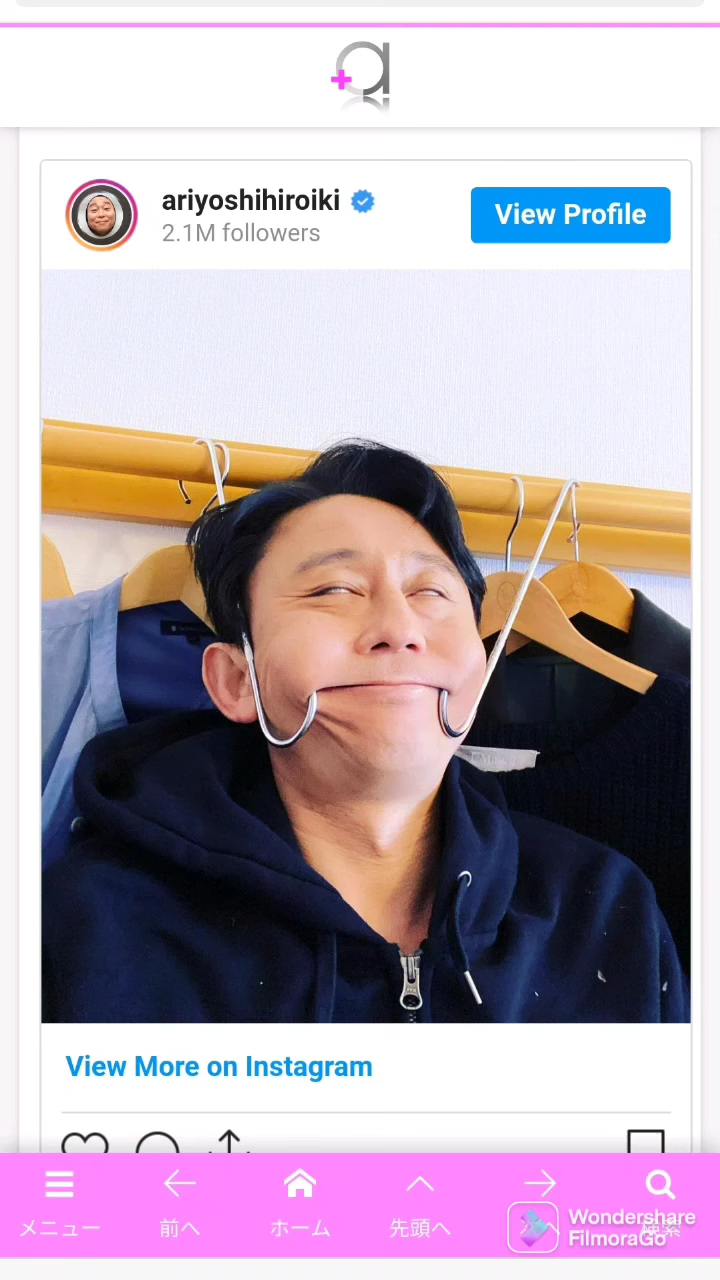 ariyoshihiroiki
2.1M followers
View Profile
View More on Instagram
メニュー
前へ
ホーム
先頭へ
Wondershare
FilmoraGo